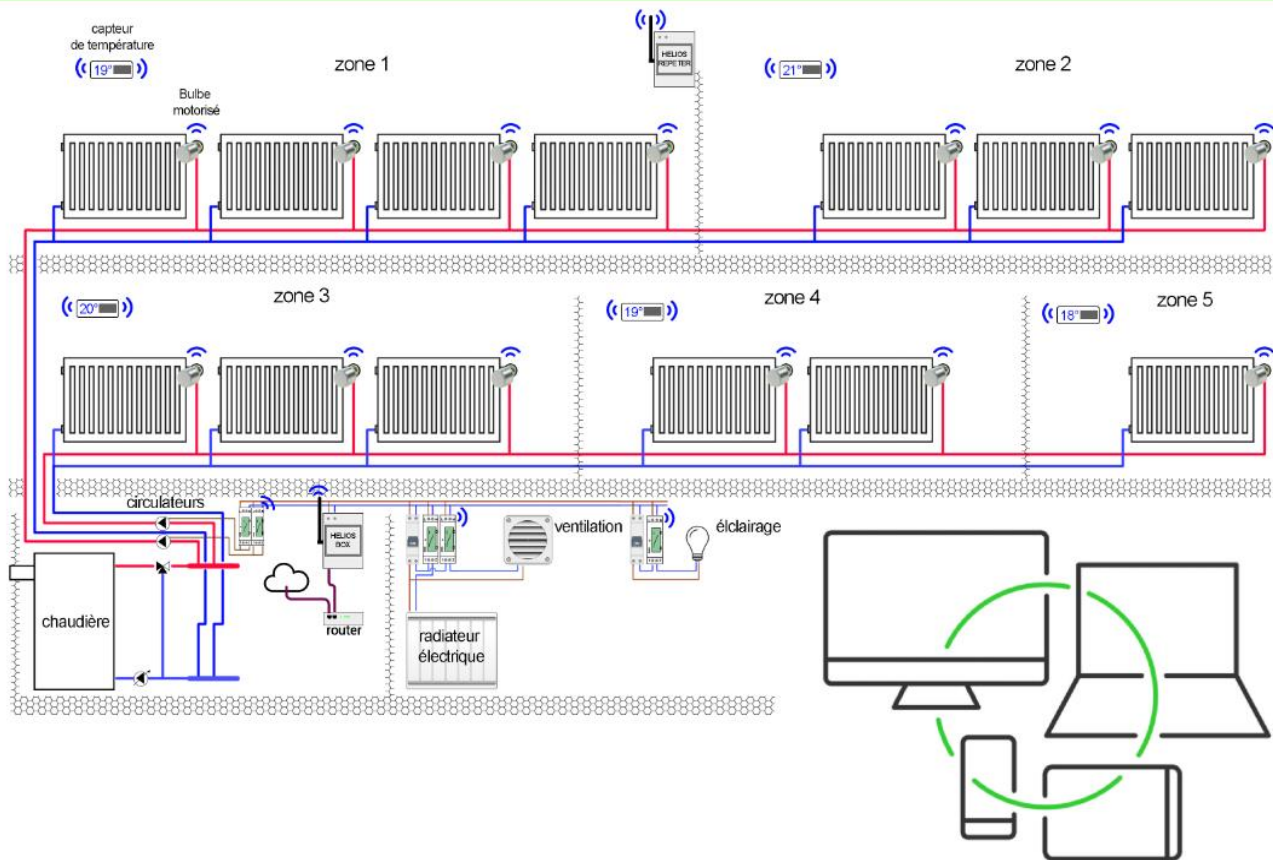 capteur
de température
19°
zone 1
HELIOS
REPETER
21°
zone 2
Bulbe
motorisé
20°
zone 3
19°
zone 4
18°
zone 5
circulateurs
HELIOS
BOX
ventilation
élclairage
chaudière
router
radiateur
électrique